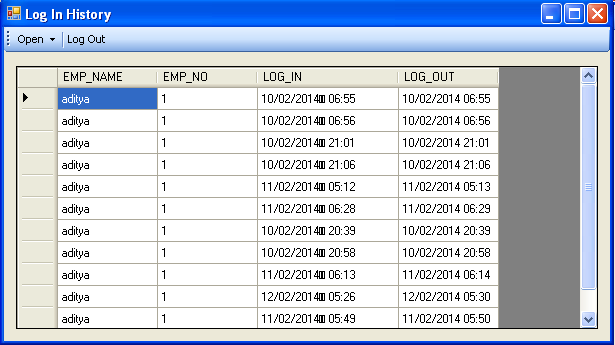 Log In History
Open Log Out
EMP_NAME EMP_NO LOG_IN LOG_OUT
aditya 1 10/02/2014▯▯ 06:55 10/02/2014 06:55
aditya 1 10/02/2014▯▯ 06:56 10/02/2014 06:56
aditya 1 10/02/2014▯▯ 21:01 10/02/2014 21:01
aditya 1 10/02/2014▯▯ 21:06 10/02/2014 21:06
aditya 1 11/02/2014▯▯ 05:12 11/02/2014 05:13
aditya 1 11/02/2014▯▯ 06:28 11/02/2014 06:29
aditya 1 10/02/2014▯▯ 20:39 10/02/2014 20:39
aditya 1 10/02/2014▯▯ 20:58 10/02/2014 20:58
aditya 1 11/02/2014▯▯ 06:13 11/02/2014 06:14
aditya 1 12/02/2014▯▯ 05:26 12/02/2014 05:30
aditya 1 11/02/2014▯▯ 05:49 11/02/2014 05:50